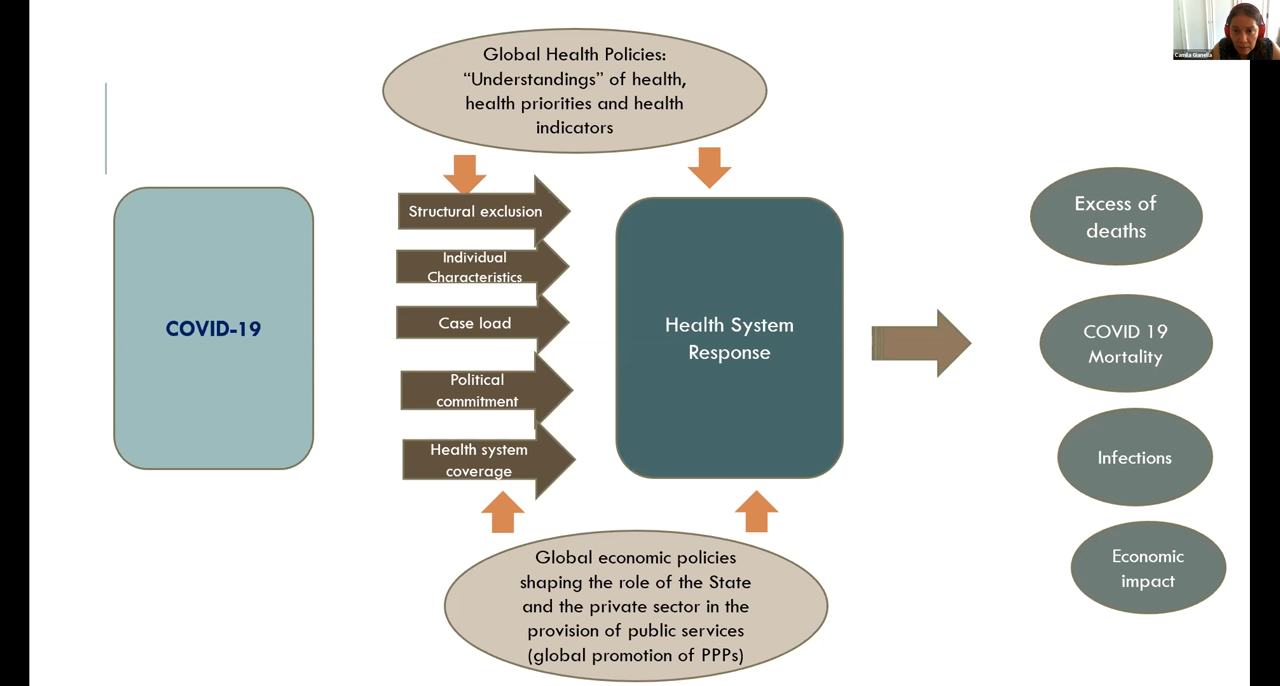 Camila Gianella
Global Health Policies:
“Understandings” of health,
health priorities and health
indicators
Structural exclusion
Individual
Characteristics
Case load
Political
commitment
Health system
coverage
COVID-19
Health System
Response
Excess of
deaths
COVID 19
Mortality
Infections
Economic
impact
Global economic policies
shaping the role of the State
and the private sector in the
provision of public services
(global promotion of PPPs)